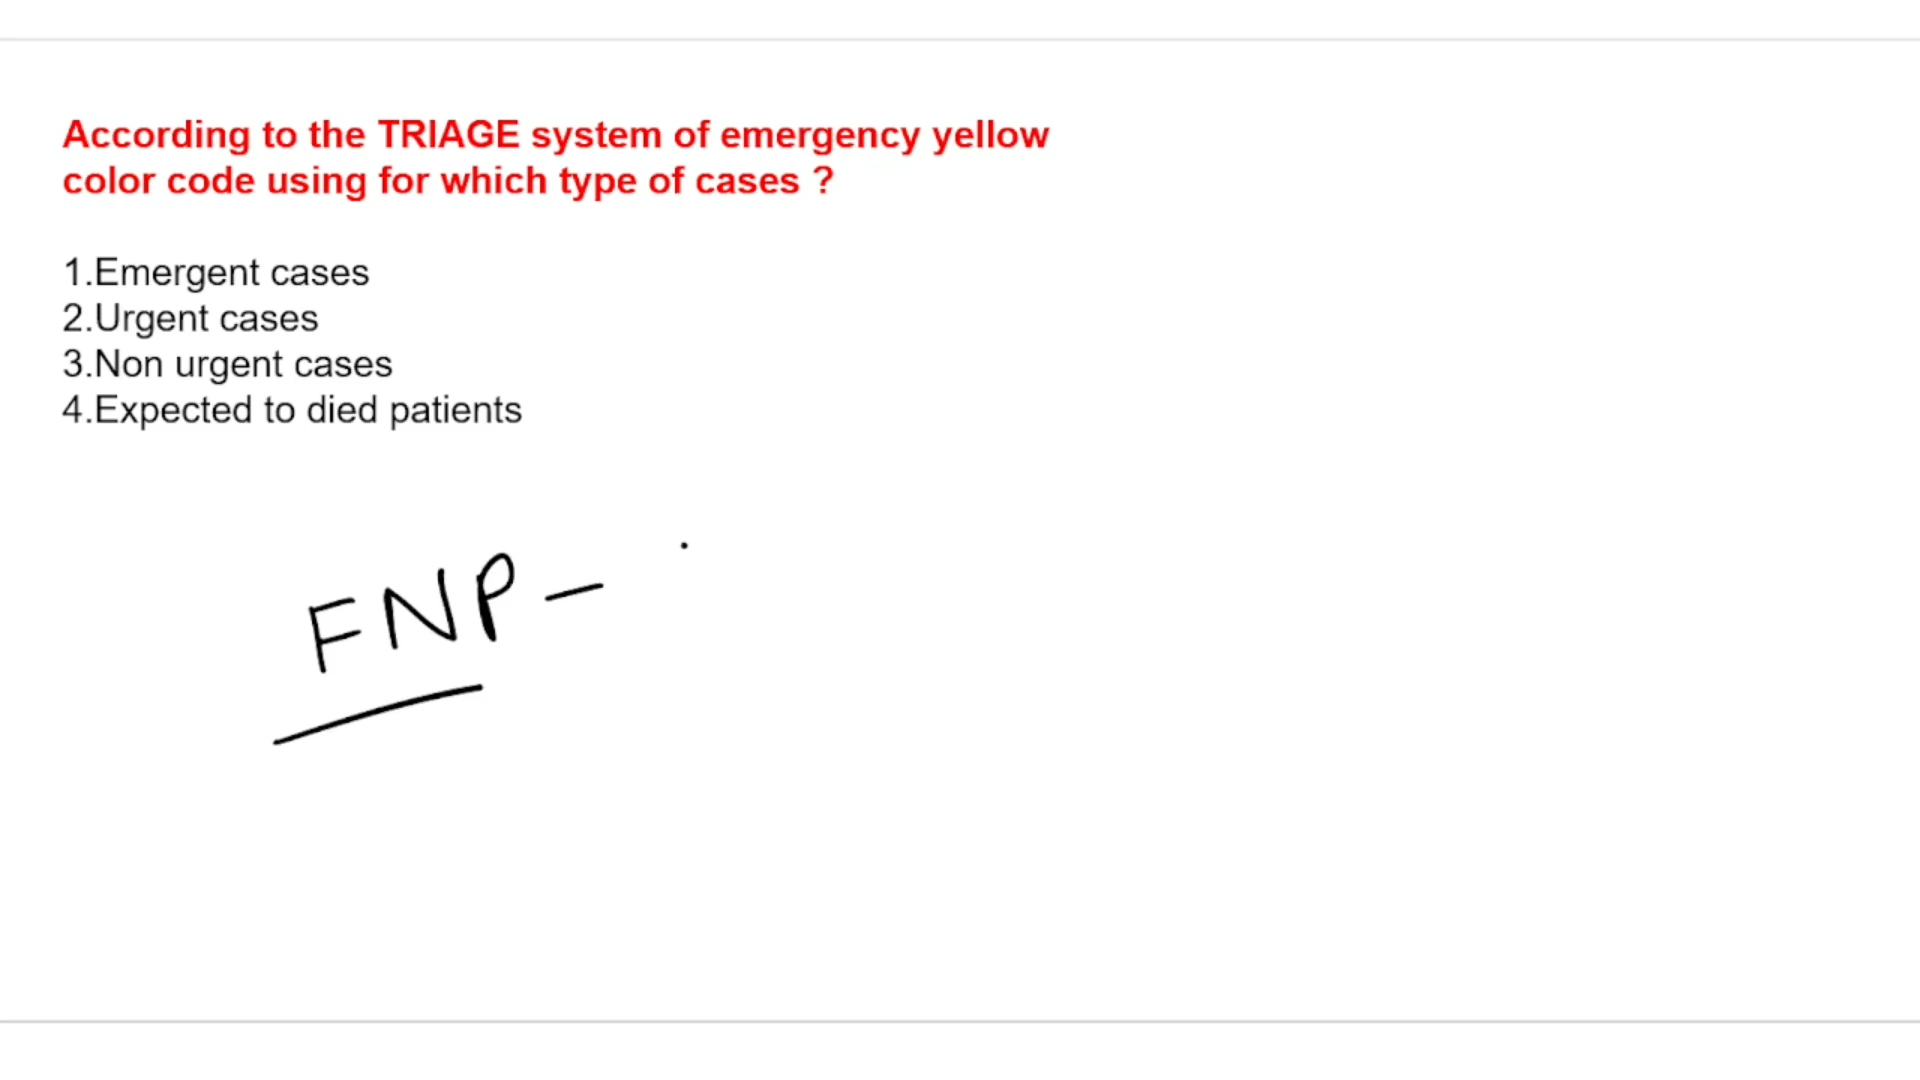 According to the TRIAGE system of emergency yellow
color code using for which type of cases ?
1.Emergent cases
2.Urgent cases
3.Non urgent cases
4.Expected to died patients
FNP -